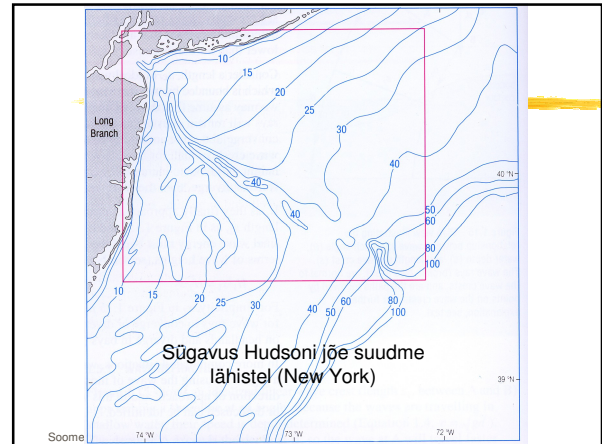 10
15
20
25
30
40
Long
Branch
40
40 °N
40
50
60
80
100
10
15
20
25
30
40
50
60
80
100
Sügavus Hudsoni jõe suudme
lähistel (New York)
39 °N
Soome
74 °W
73 °W
72 °W